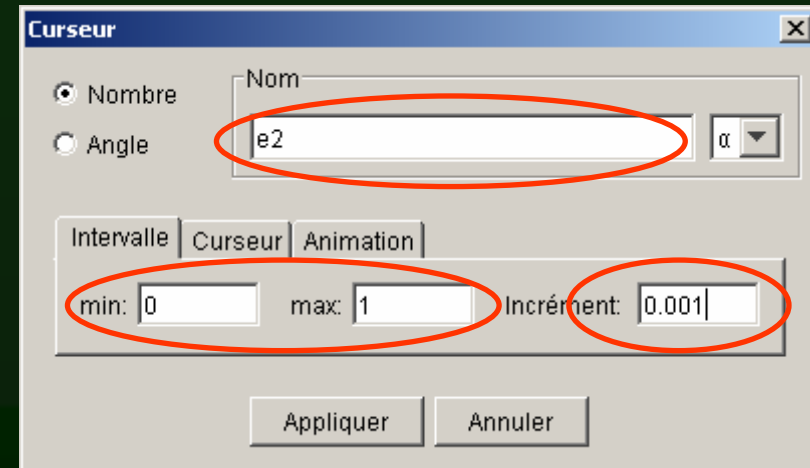 Curseur
Nombre
Angle
Nom
e2
α
Intervalle Curseur Animation
min: 0 max: 1 Incrément: 0.001
Appliquer Annuler